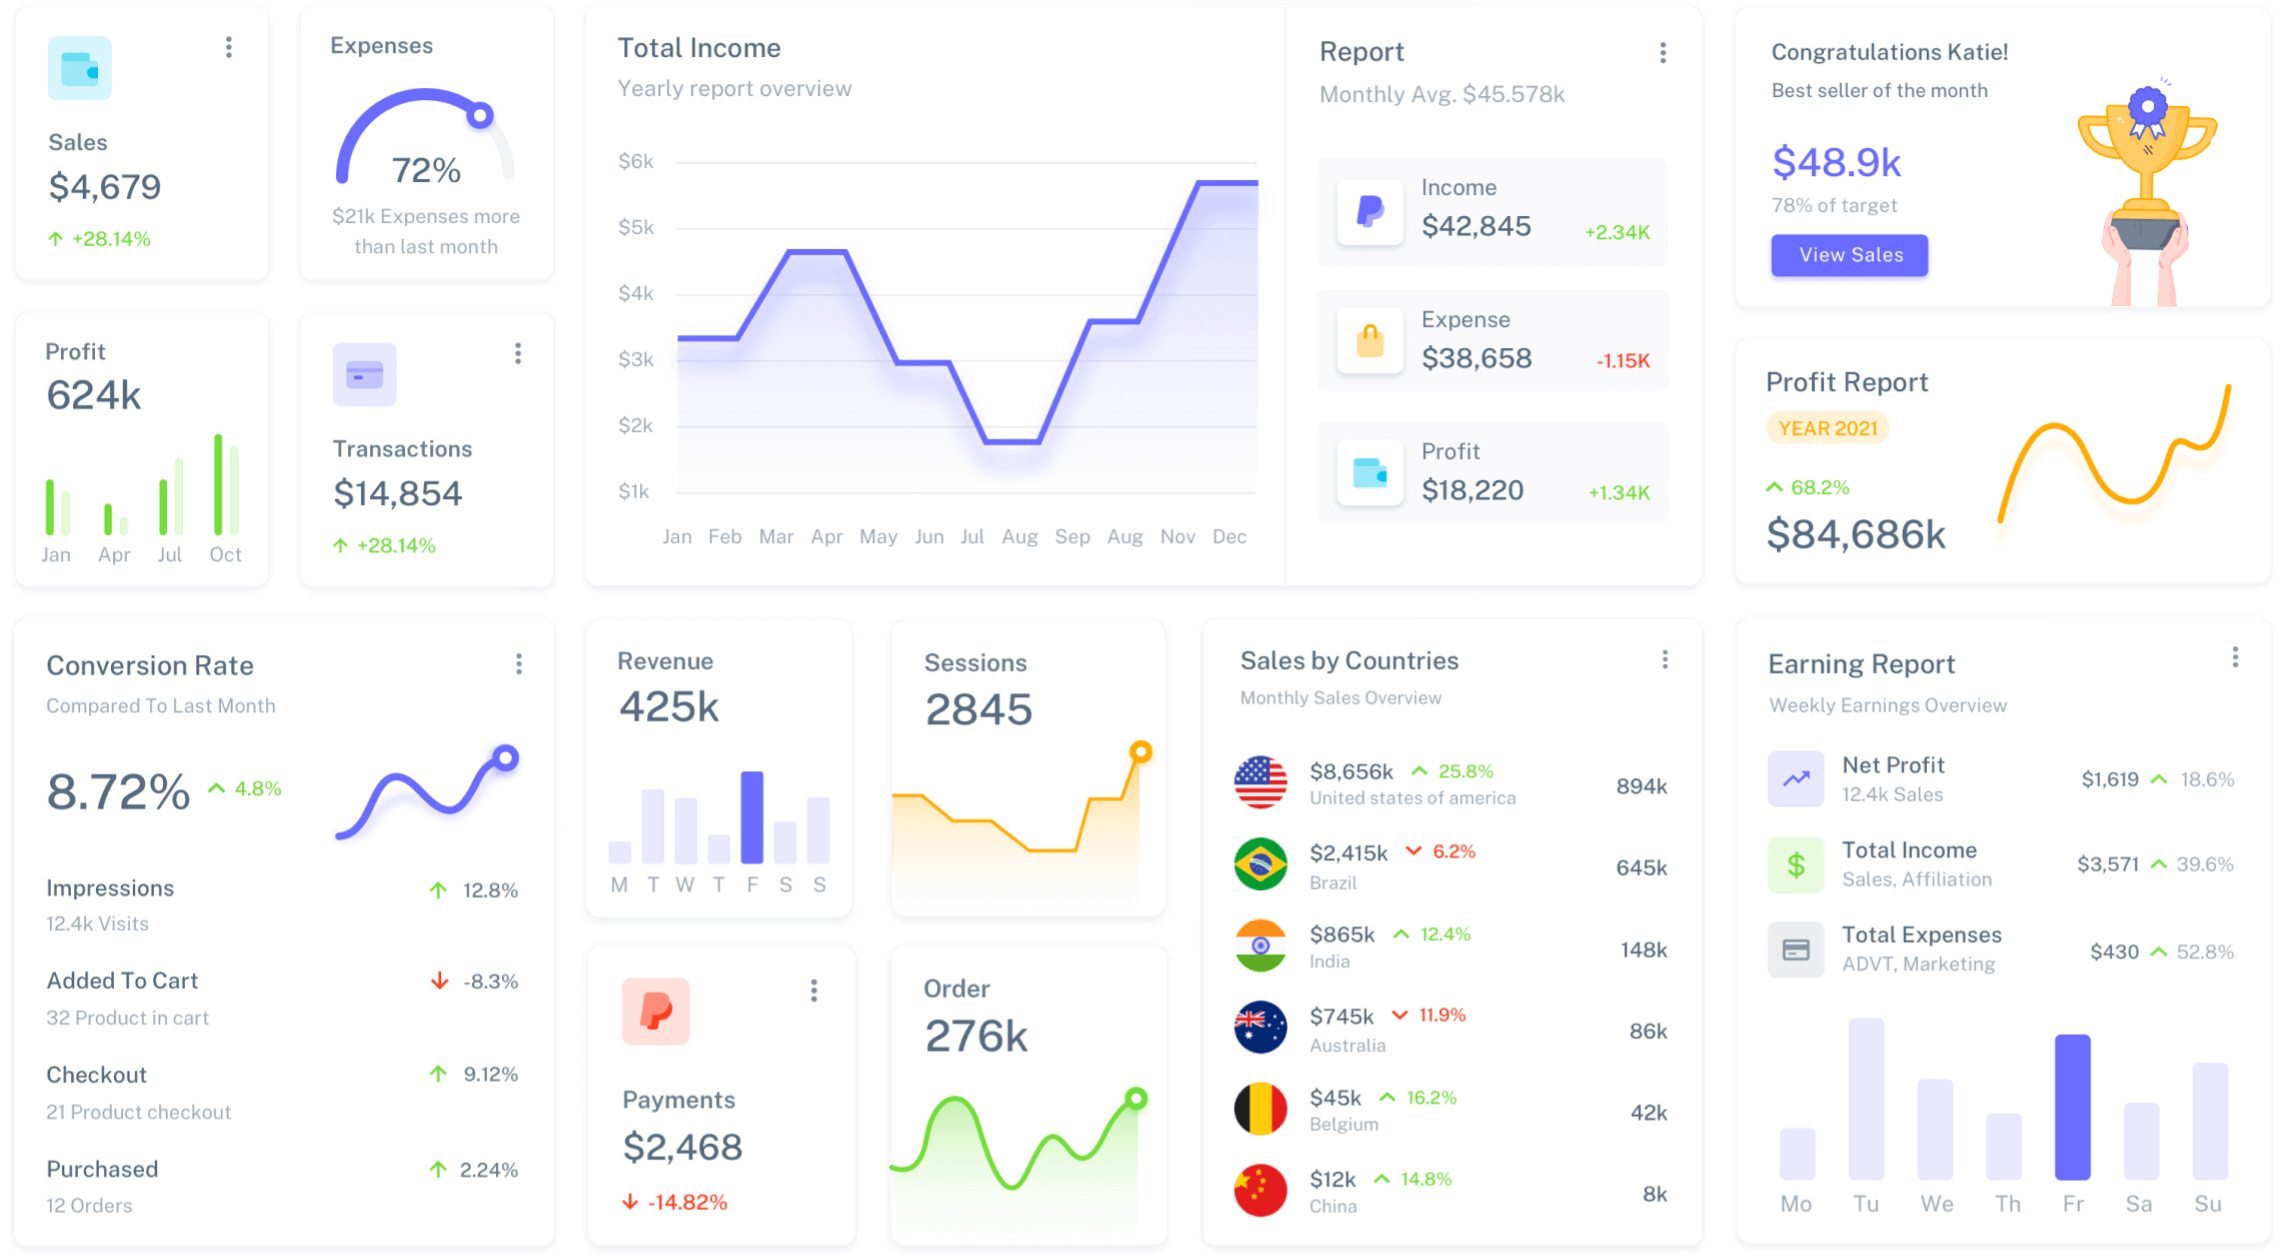 Sales
$4,679
+28.14%
Expenses
72%
$21k Expenses more
than last month
Profit
624k
Jan Apr Jul Oct
Transactions
$14,854
+28.14%
Total Income
Yearly report overview
$6k
$5k
$4k
$3k
$2k
$1k
Jan Feb Mar Apr May Jun Jul Aug Sep Aug Nov Dec
Report
Monthly Avg. $45.578k
Income
$42,845 +2.34K
Expense
$38,658 -1.15K
Profit
$18,220 +1.34K
Congratulations Katie!
Best seller of the month
$48.9k
78% of target
View Sales
Profit Report
YEAR 2021
68.2%
$84,686k
Conversion Rate
Compared To Last Month
8.72% 4.8%
Impressions 12.8%
12.4k Visits
Added To Cart -8.3%
32 Product in cart
Checkout 9.12%
21 Product checkout
Purchased 2.24%
12 Orders
Revenue
425k
M T W T F S S
Sessions
2845
Payments
$2,468
-14.82%
Order
276k
Sales by Countries
Monthly Sales Overview
$8,656k 25.8% 894k
United states of america
$2,415k 6.2% 645k
Brazil
$865k 12.4% 148k
India
$745k 11.9% 86k
Australia
$45k 16.2% 42k
Belgium
$12k 14.8% 8k
China
Earning Report
Weekly Earnings Overview
Net Profit $1,619 18.6%
12.4k Sales
Total Income $3,571 39.6%
Sales, Affiliation
Total Expenses $430 52.8%
ADVT, Marketing
Mo Tu We Th Fr Sa Su